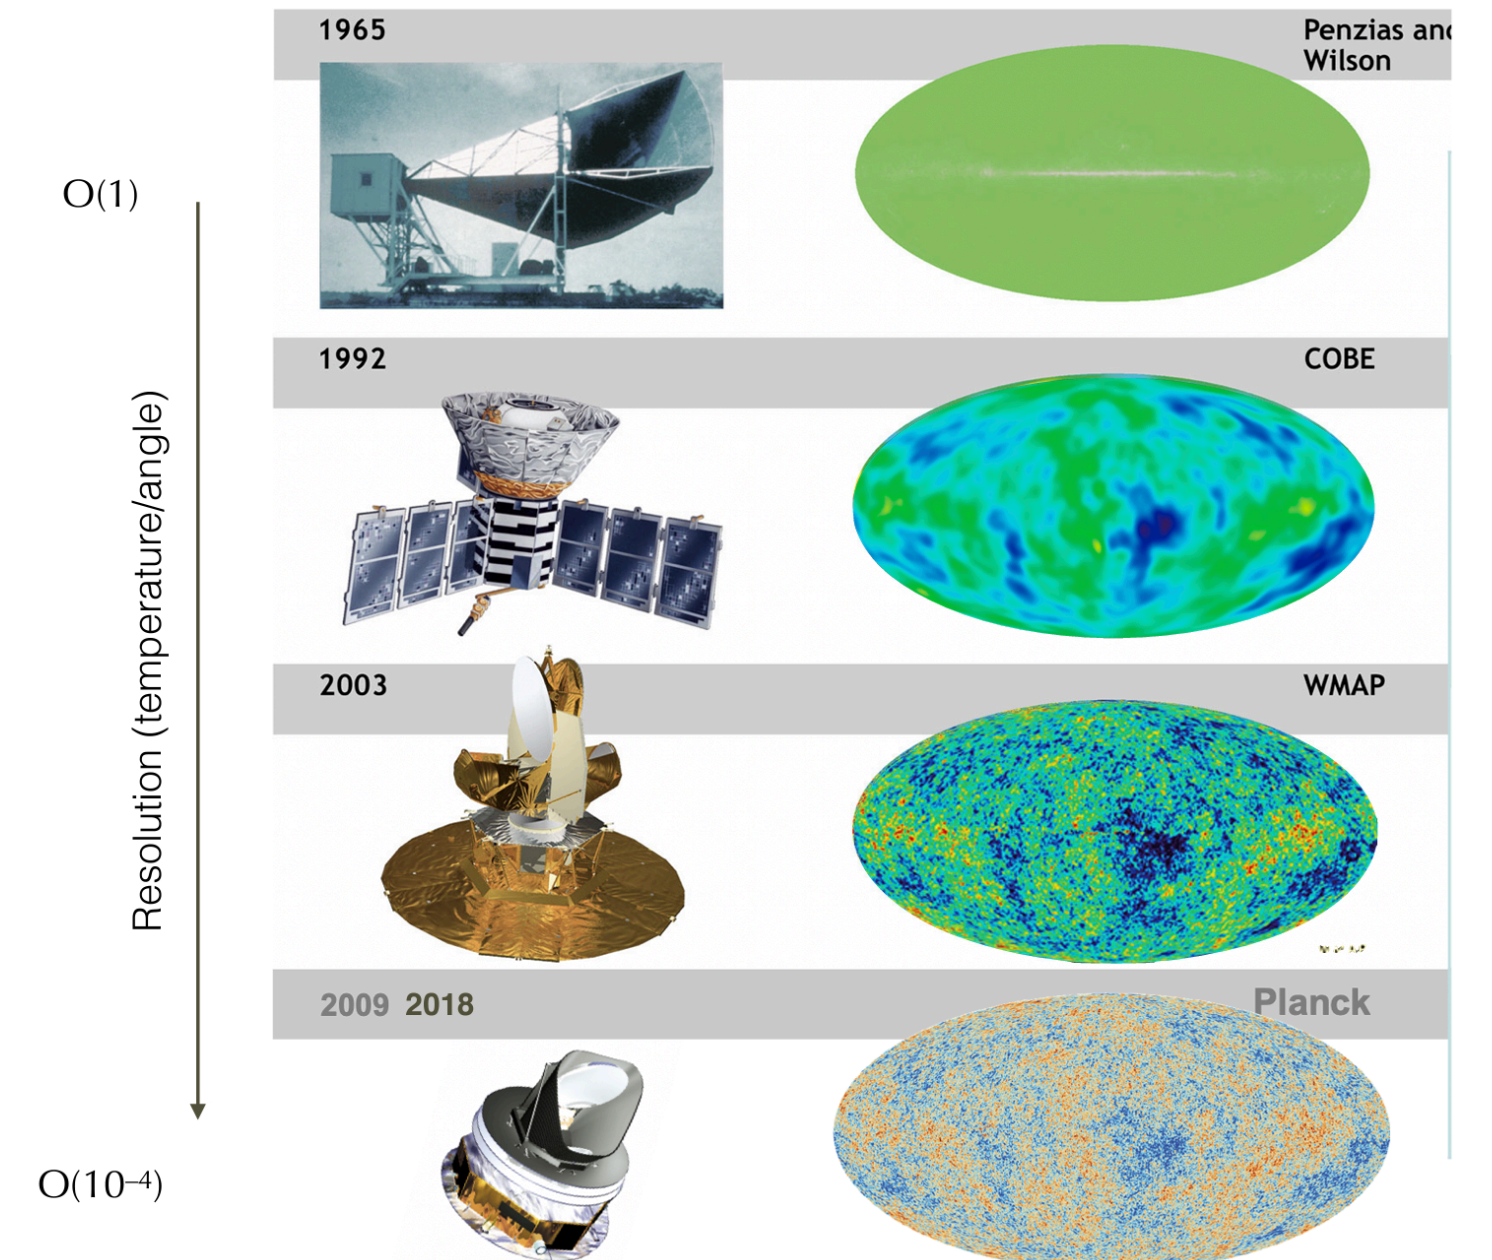 1965
Penzias and
Wilson
O(1)
1992
COBE
Resolution (temperature/angle)
2003
WMAP
2009 2018
Planck
O(10⁻⁴)